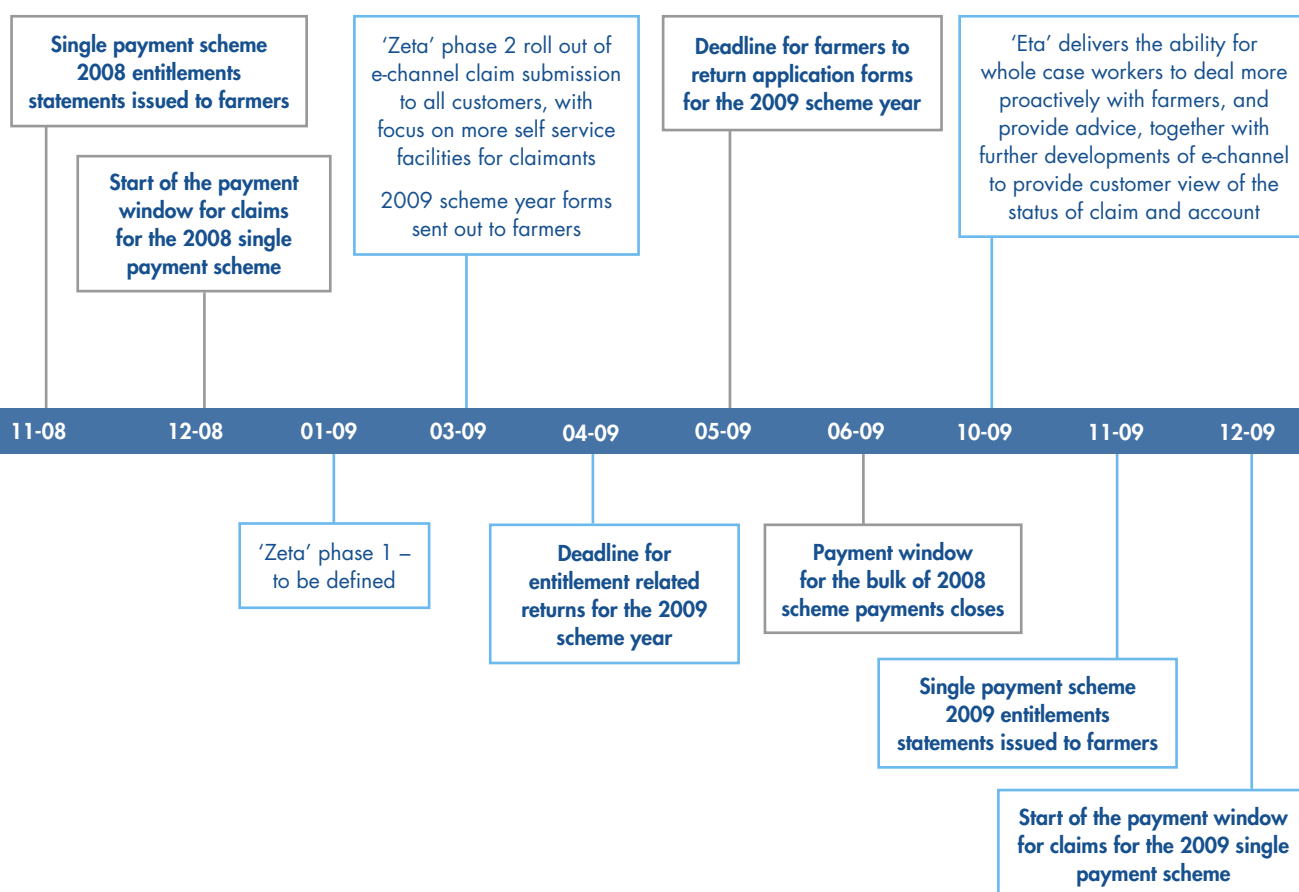 Single payment scheme
2008 entitlements
statements issued to farmers
Start of the payment
window for claims
for the 2008 single
payment scheme
‘Zeta’ phase 2 roll out of
e-channel claim submission
to all customers, with
focus on more self service
facilities for claimants
2009 scheme year forms
sent out to farmers
Deadline for farmers to
return application forms
for the 2009 scheme year
‘Eta’ delivers the ability for
whole case workers to deal more
proactively with farmers, and
provide advice, together with
further developments of e-channel
to provide customer view of the
status of claim and account
11-08 12-08 01-09 03-09 04-09 05-09 06-09 10-09 11-09 12-09
‘Zeta’ phase 1 –
to be defined
Deadline for
entitlement related
returns for the 2009
scheme year
Payment window
for the bulk of 2008
scheme payments closes
Single payment scheme
2009 entitlements
statements issued to farmers
Start of the payment window
for claims for the 2009 single
payment scheme